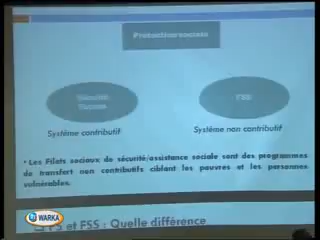 Protection sociale
Sécurité
Sociale
FSS
Système contributif
Système non contributif
• Les Filets sociaux de sécurité/assistance sociale sont des programmes
de transfert non contributifs ciblant les pauvres et les personnes
vulnérables.
PS et FSS : Quelle différence
WARKA